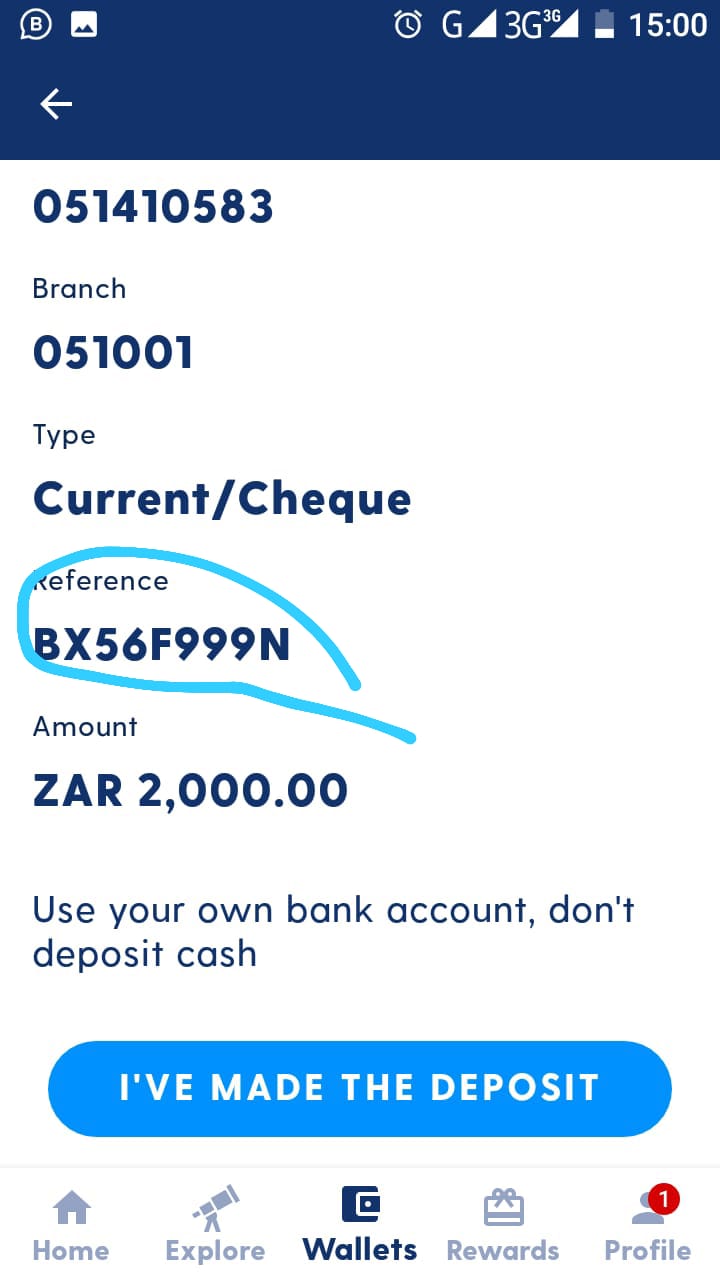 G 3G 3G 15:00
051410583
Branch
051001
Type
Current/Cheque
Reference
BX56F999N
Amount
ZAR 2,000.00
Use your own bank account, don't
deposit cash
I'VE MADE THE DEPOSIT
1
Home Explore Wallets Rewards Profile